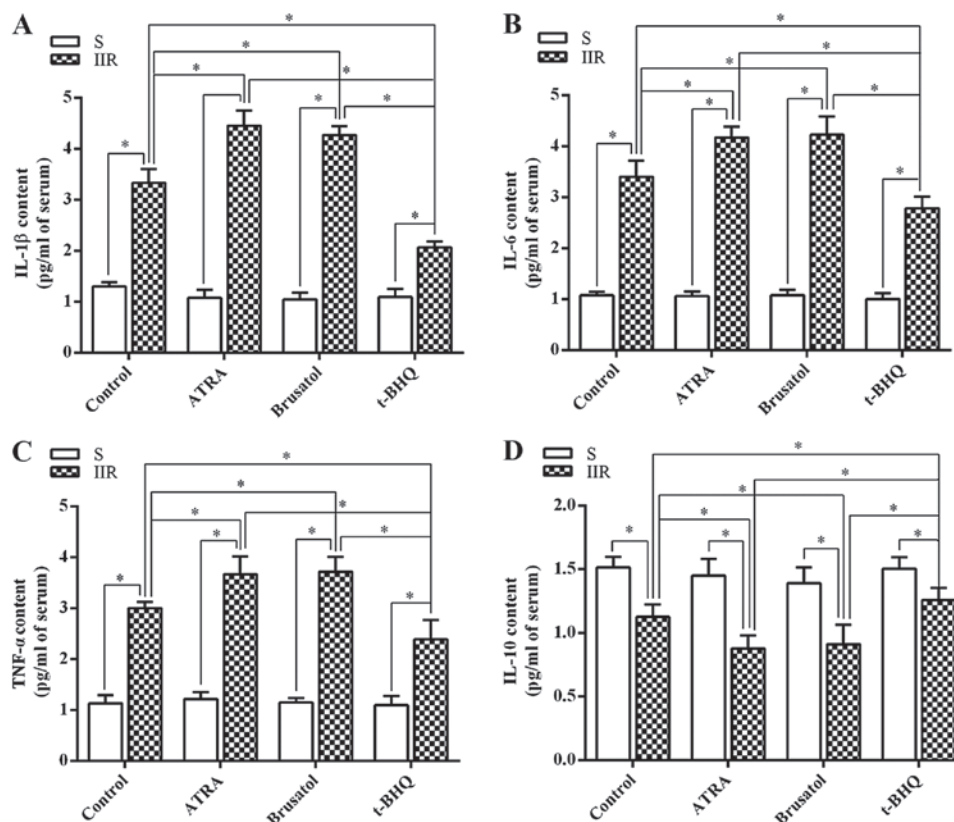 A
S
IIR
IL-1β content
(pg/ml of serum)
5
4
3
2
1
0
Control
ATRA
Brusatol
t-BHQ
*
*
*
*
*
*
*
*
B
S
IIR
IL-6 content
(pg/ml of serum)
5
4
3
2
1
0
Control
ATRA
Brusatol
t-BHQ
*
*
*
*
*
*
*
*
*
C
S
IIR
TNF-α content
(pg/ml of serum)
5
4
3
2
1
0
Control
ATRA
Brusatol
t-BHQ
*
*
*
*
*
*
*
*
*
D
S
IIR
IL-10 content
(pg/ml of serum)
2.0
1.5
1.0
0.5
0.0
Control
ATRA
Brusatol
t-BHQ
*
*
*
*
*
*
*
*
*